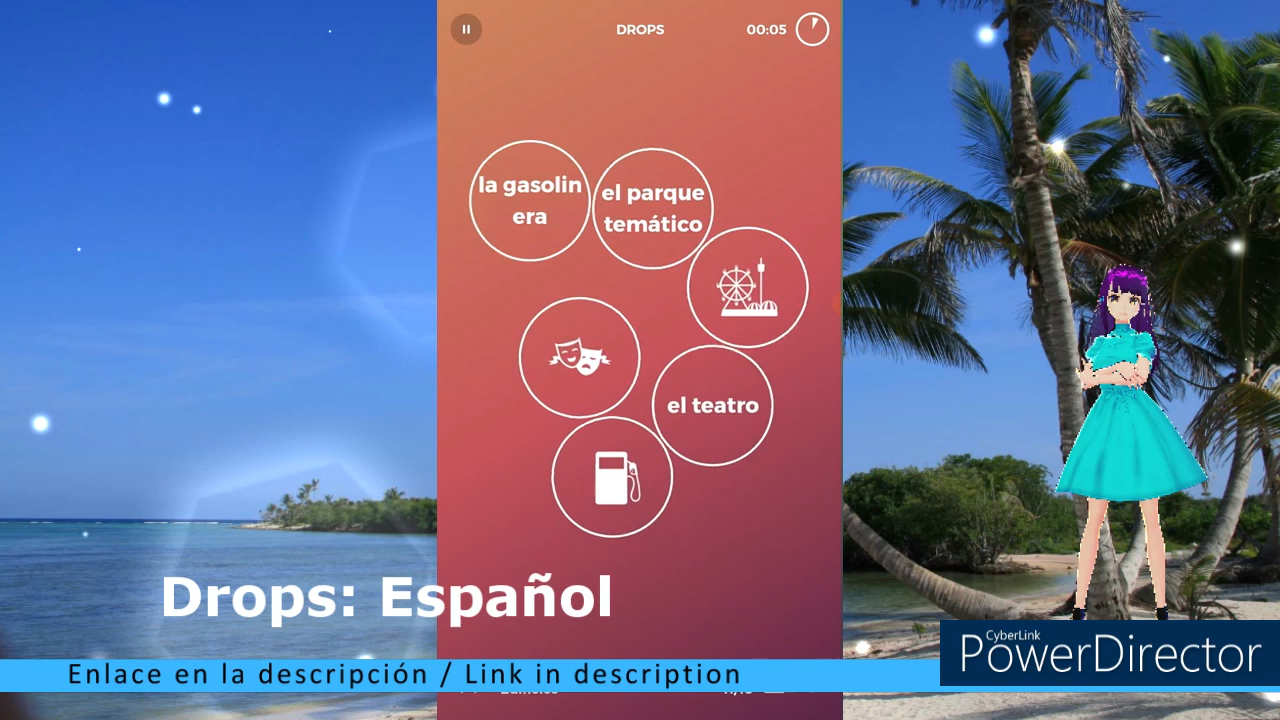 DROPS
00:05
la gasolin
era
el parque
temático
el teatro
Drops: Español
Enlace en la descripción / Link in description
CyberLink
PowerDirector